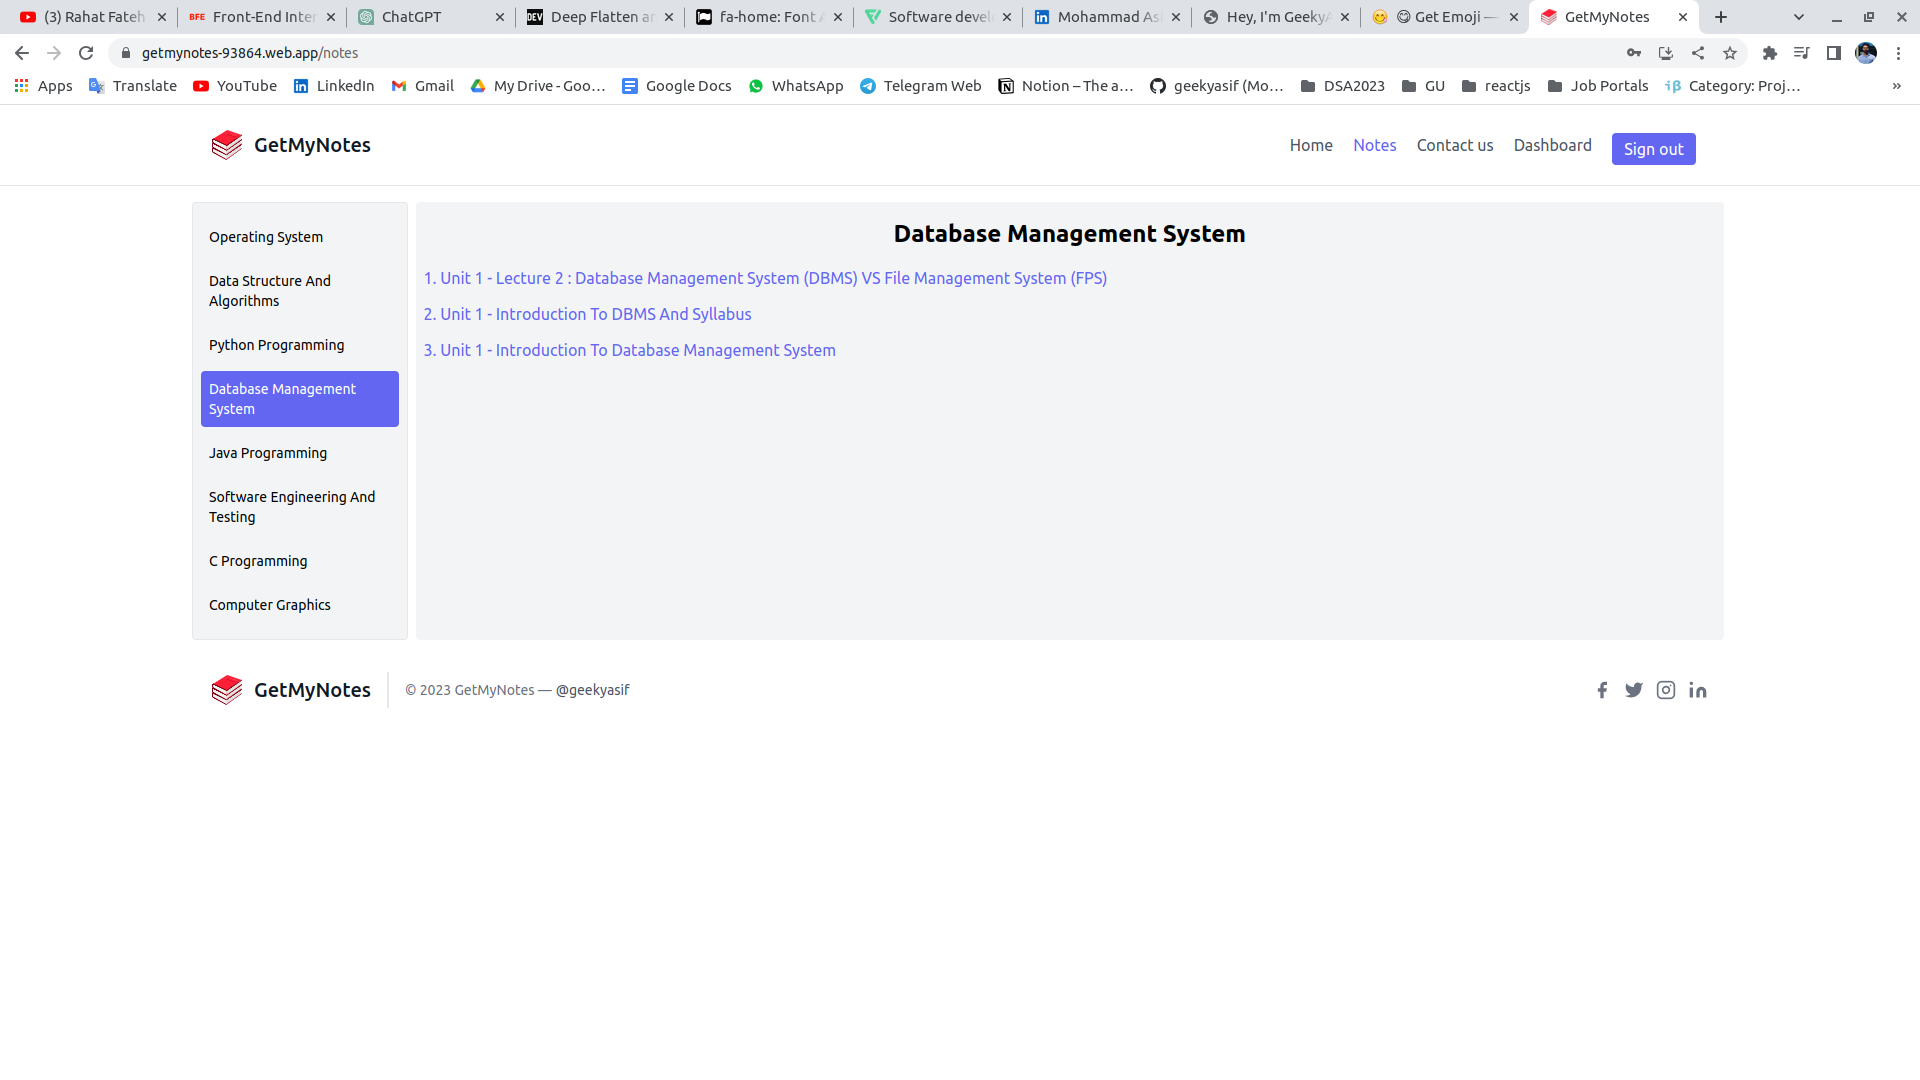 (3) Rahat Fateh
BFE Front-End Inter
ChatGPT
DEV Deep Flatten ar
fa-home: Font A
Software develo
Mohammad As
Hey, I'm GeekyA
😋 Get Emoji —
GetMyNotes
getmynotes-93864.web.app/notes
Apps
Translate
YouTube
LinkedIn
Gmail
My Drive - Goo…
Google Docs
WhatsApp
Telegram Web
Notion – The a…
geekyasif (Mo…
DSA2023
GU
reactjs
Job Portals
iβ Category: Proj…
»
GetMyNotes
Home Notes Contact us Dashboard Sign out
Operating System
Data Structure And
Algorithms
Python Programming
Database Management
System
Java Programming
Software Engineering And
Testing
C Programming
Computer Graphics
Database Management System
1. Unit 1 - Lecture 2 : Database Management System (DBMS) VS File Management System (FPS)
2. Unit 1 - Introduction To DBMS And Syllabus
3. Unit 1 - Introduction To Database Management System
GetMyNotes
© 2023 GetMyNotes — @geekyasif